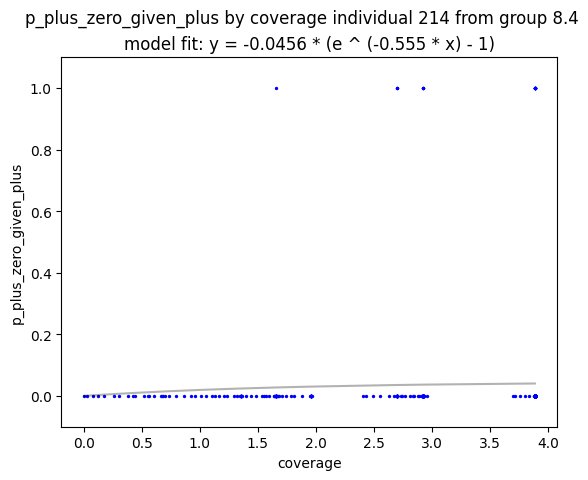 p_plus_zero_given_plus by coverage individual 214 from group 8.4
model fit: y = -0.0456 * (e ^ (-0.555 * x) - 1)
1.0
0.8
0.6
0.4
0.2
0.0
p_plus_zero_given_plus
0.0 0.5 1.0 1.5 2.0 2.5 3.0 3.5 4.0
coverage